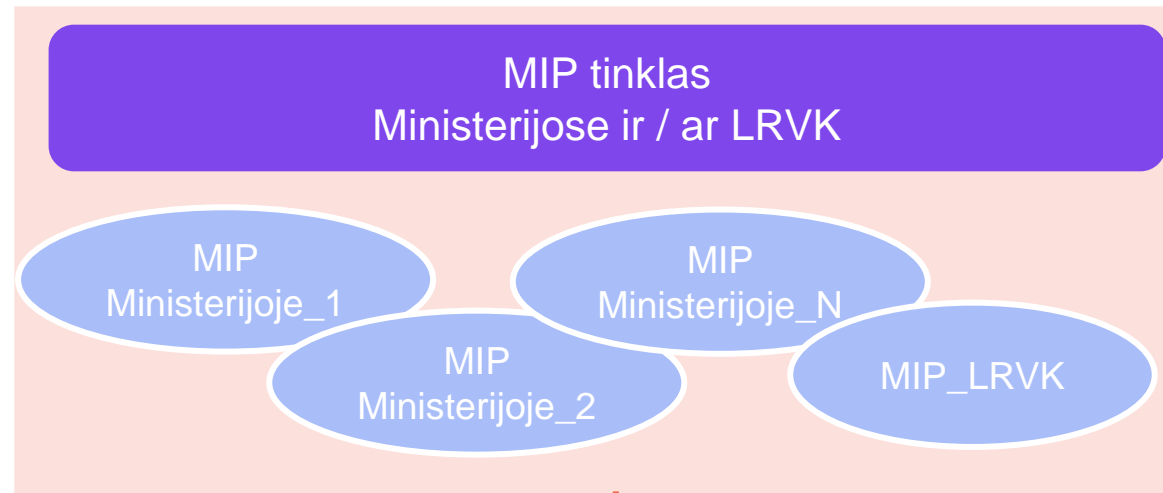 MIP tinklas
Ministerijose ir / ar LRVK
MIP
Ministerijoje_1
MIP
Ministerijoje_N
MIP
Ministerijoje_2
MIP_LRVK